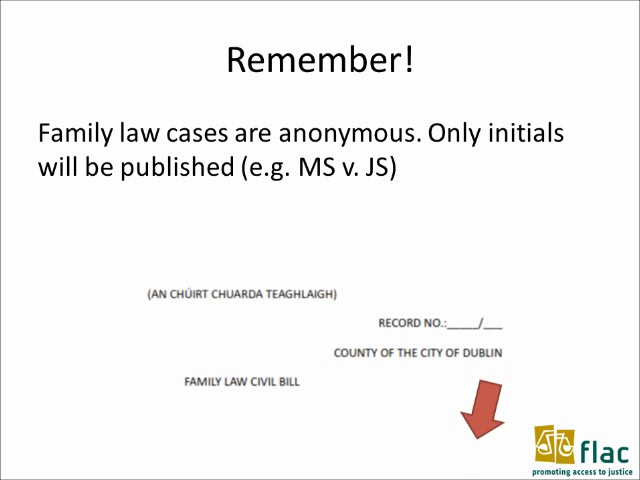 Remember!
Family law cases are anonymous. Only initials
will be published (e.g. MS v. JS)
(AN CHÚIRT CHUARDA TEAGHLAIGH)
RECORD NO.:_____/___
COUNTY OF THE CITY OF DUBLIN
FAMILY LAW CIVIL BILL
flac
promoting access to justice